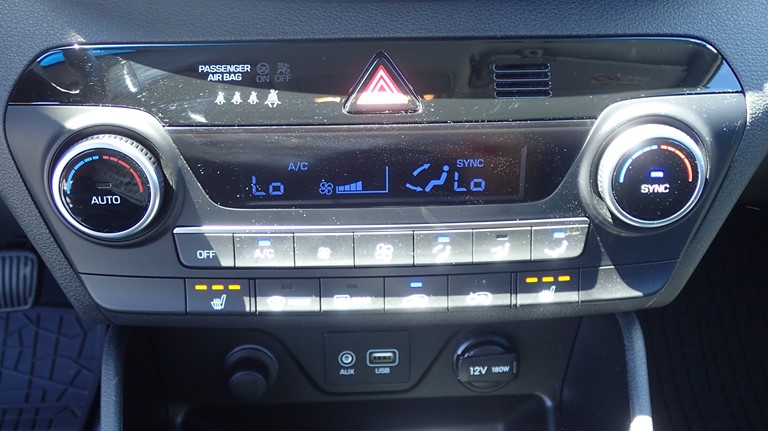 PASSENGER
AIR BAG
ON OFF
A/C
SYNC
Lo
Lo
AUTO
SYNC
OFF
A/C
AUX
USB
12V 180W